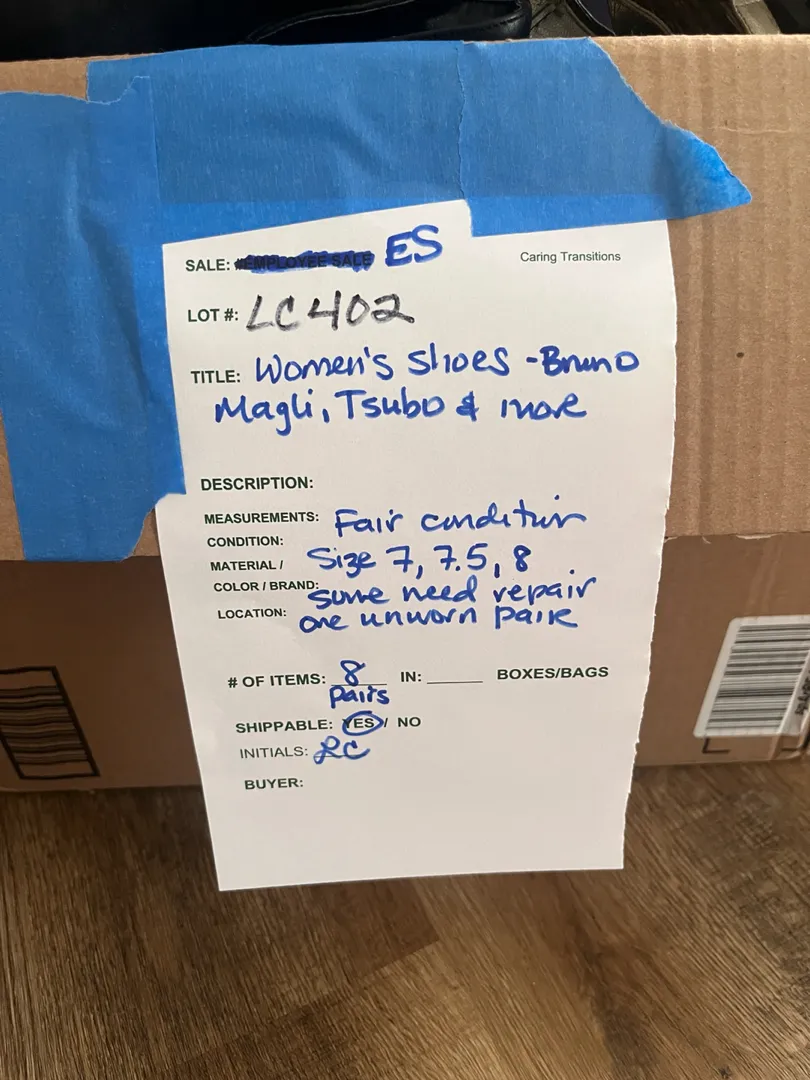 SALE: #EMPLOYEE SALE ES
Caring Transitions
LOT #: LC402
TITLE: Women's Shoes - Bruno
Magli, Tsubo & more
DESCRIPTION:
MEASUREMENTS: Fair condition
CONDITION:
MATERIAL / Size 7, 7.5, 8
COLOR / BRAND: some need repair
LOCATION: one unworn paire
# OF ITEMS: 8 IN: ______ BOXES/BAGS
pairs
SHIPPABLE: YES / NO
INITIALS: LC
BUYER: